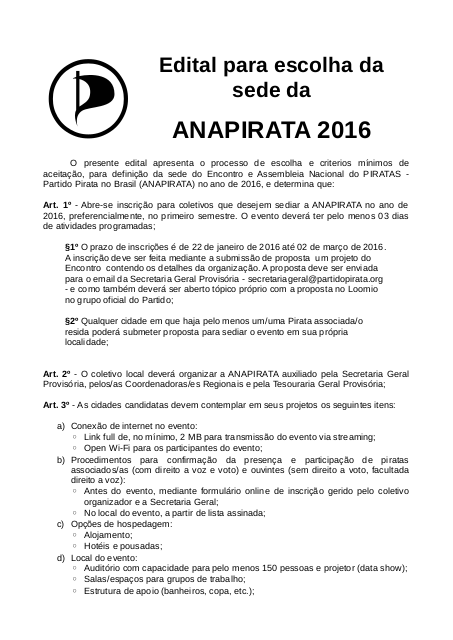 Edital para escolha da
sede da
ANAPIRATA 2016
O presente edital apresenta o processo de escolha e criterios mínimos de
aceitação, para definição da sede do Encontro e Assembleia Nacional do PIRATAS -
Partido Pirata no Brasil (ANAPIRATA) no ano de 2016, e determina que:
Art. 1º - Abre-se inscrição para coletivos que desejem sediar a ANAPIRATA no ano de
2016, preferencialmente, no primeiro semestre. O evento deverá ter pelo menos 03 dias
de atividades programadas;
§1º O prazo de inscrições é de 22 de janeiro de 2016 até 02 de março de 2016.
A inscrição deve ser feita mediante a submissão de proposta um projeto do
Encontro contendo os detalhes da organização. A proposta deve ser enviada
para o email da Secretaria Geral Provisória - secretariageral@partidopirata.org
- e como também deverá ser aberto tópico próprio com a proposta no Loomio
no grupo oficial do Partido;
§2º Qualquer cidade em que haja pelo menos um/uma Pirata associada/o
resida poderá submeter proposta para sediar o evento em sua própria
localidade;
Art. 2º - O coletivo local deverá organizar a ANAPIRATA auxiliado pela Secretaria Geral
Provisória, pelos/as Coordenadoras/es Regionais e pela Tesouraria Geral Provisória;
Art. 3º - As cidades candidatas devem contemplar em seus projetos os seguintes itens:
a) Conexão de internet no evento:
○ Link full de, no mínimo, 2 MB para transmissão do evento via streaming;
○ Open Wi-Fi para os participantes do evento;
b) Procedimentos para confirmação da presença e participação de piratas
associados/as (com direito a voz e voto) e ouvintes (sem direito a voto, facultada
direito a voz):
○ Antes do evento, mediante formulário online de inscrição gerido pelo coletivo
organizador e a Secretaria Geral;
○ No local do evento, a partir de lista assinada;
c) Opções de hospedagem:
○ Alojamento;
○ Hotéis e pousadas;
d) Local do evento:
○ Auditório com capacidade para pelo menos 150 pessoas e projetor (data show);
○ Salas/espaços para grupos de trabalho;
○ Estrutura de apoio (banheiros, copa, etc.);